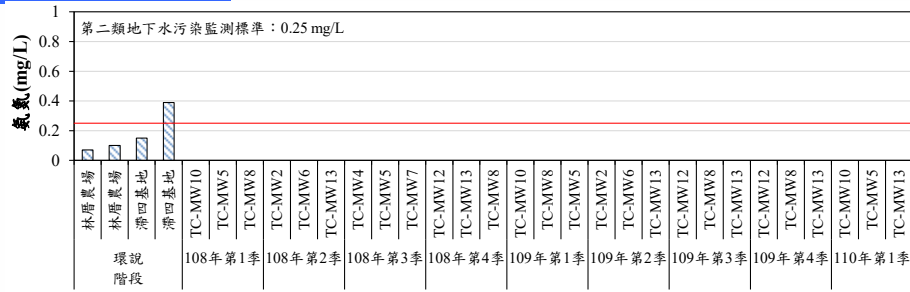 第二類地下水污染監測標準：0.25 mg/L
氨氮(mg/L)
1
0.8
0.6
0.4
0.2
0
林厝農場
林厝農場
滯四基地
滯四基地
TC-MW10
TC-MW5
TC-MW8
TC-MW2
TC-MW6
TC-MW13
TC-MW4
TC-MW5
TC-MW7
TC-MW12
TC-MW13
TC-MW8
TC-MW10
TC-MW8
TC-MW5
TC-MW2
TC-MW6
TC-MW13
TC-MW12
TC-MW8
TC-MW13
TC-MW12
TC-MW8
TC-MW13
TC-MW10
TC-MW5
TC-MW13
環說
階段
108年第1季
108年第2季
108年第3季
108年第4季
109年第1季
109年第2季
109年第3季
109年第4季
110年第1季